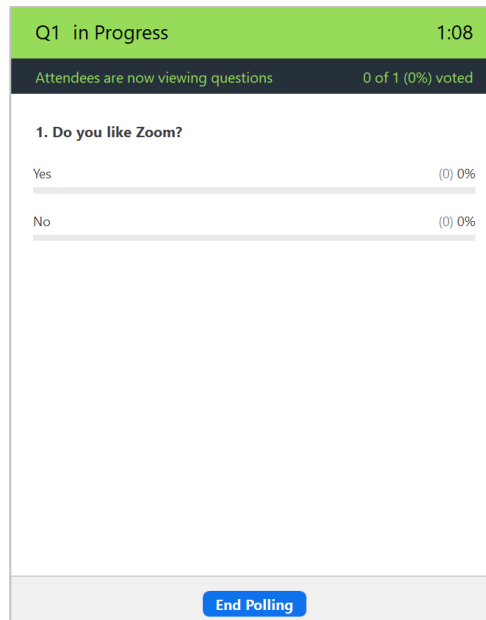 Q1 in Progress 1:08
Attendees are now viewing questions 0 of 1 (0%) voted
1. Do you like Zoom?
Yes (0) 0%
No (0) 0%
End Polling